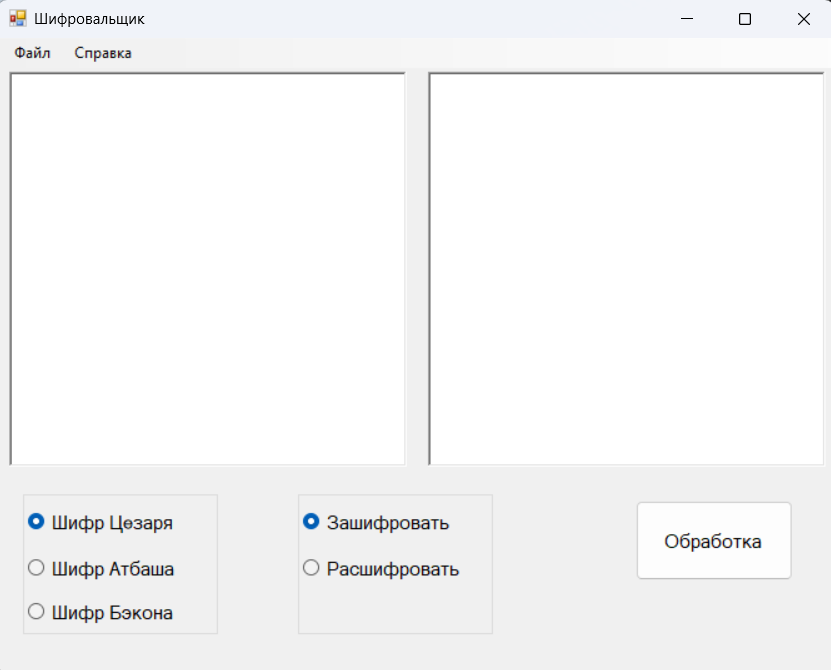 Шифровальщик
Файл Справка
Шифр Цезаря
Шифр Атбаша
Шифр Бэкона
Зашифровать
Расшифровать
Обработка